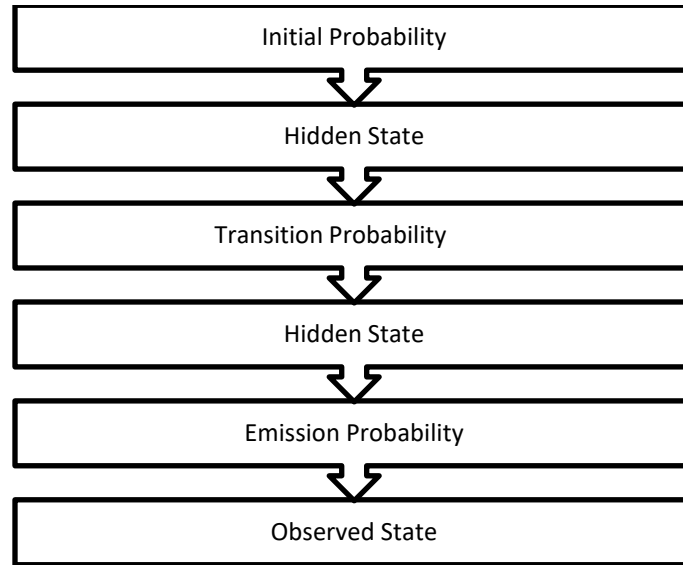 Initial Probability
Hidden State
Transition Probability
Hidden State
Emission Probability
Observed State